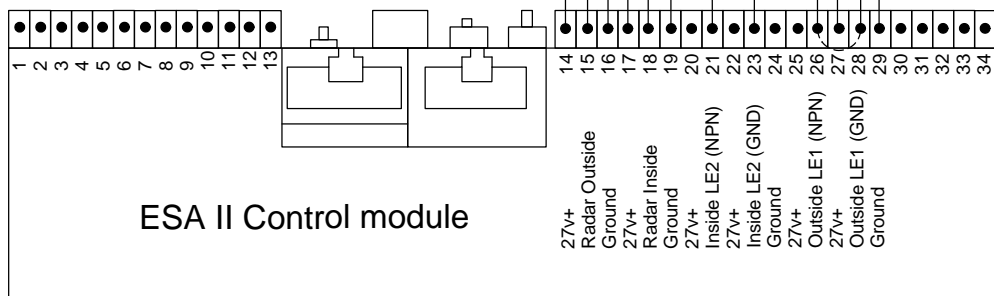 1 2 3 4 5 6 7 8 9 10 11 12 13
14 15 16 17 18 19 20 21 22 23 24 25 26 27 28 29 30 31 32 33 34
27v+
Radar Outside
Ground
27v+
Radar Inside
Ground
27v+
Inside LE2 (NPN)
27v+
Inside LE2 (GND)
Ground
27v+
Outside LE1 (NPN)
27v+
Outside LE1 (GND)
Ground
ESA II Control module